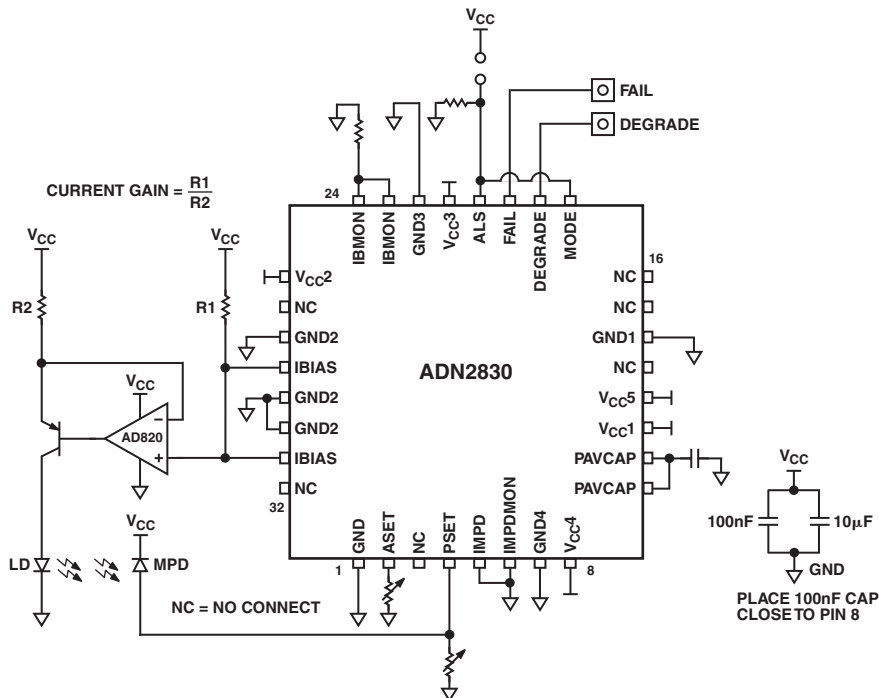 VCC
FAIL
DEGRADE
CURRENT GAIN = R1
R2
24
IBMON
IBMON
GND3
VCC3
ALS
FAIL
DEGRADE
MODE
VCC
VCC
VCC2
NC
GND2
IBIAS
GND2
GND2
IBIAS
NC
32
R2
R1
ADN2830
16
NC
NC
GND1
NC
VCC5
VCC1
PAVCAP
PAVCAP
VCC
AD820
−
+
VCC
LD
MPD
1
GND
ASET
NC
PSET
IMPD
IMPDMON
GND4
VCC4
8
NC = NO CONNECT
VCC
100nF
10μF
GND
PLACE 100nF CAP
CLOSE TO PIN 8